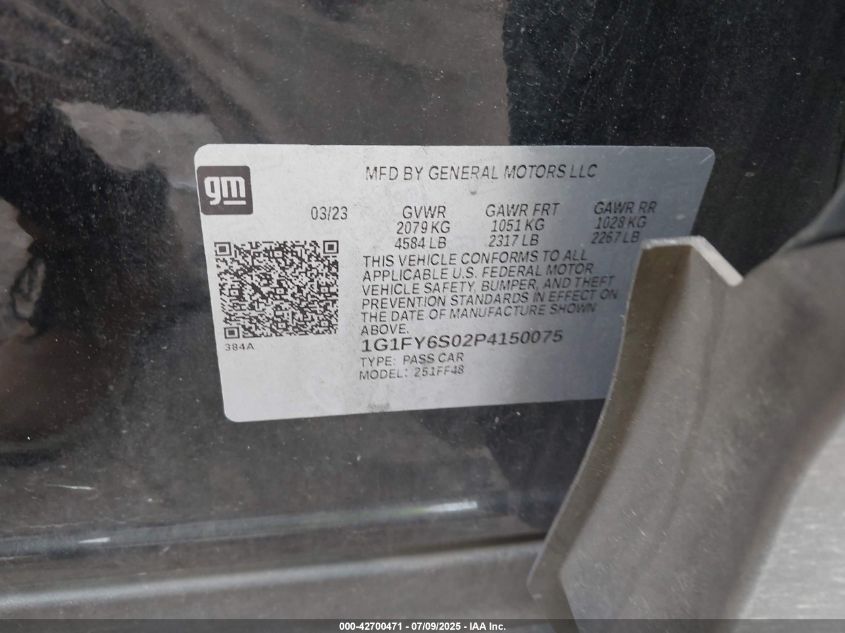 gm
MFD BY GENERAL MOTORS LLC
03/23 GVWR GAWR FRT GAWR RR
2079 KG 1051 KG 1028 KG
4584 LB 2317 LB 2267 LB
THIS VEHICLE CONFORMS TO ALL
APPLICABLE U.S. FEDERAL MOTOR
VEHICLE SAFETY, BUMPER, AND THEFT
PREVENTION STANDARDS IN EFFECT ON
THE DATE OF MANUFACTURE SHOWN
ABOVE.
384A
1G1FY6S02P4150075
TYPE: PASS CAR
MODEL: 251FF48
000-42700471 | 07/09/2025 - IAA Inc.